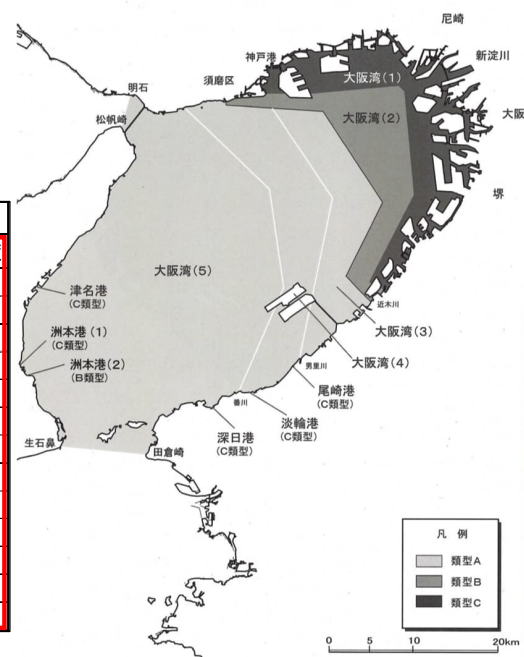 尼崎
神戸港
新淀川
須磨区
大阪湾(1)
明石
大阪湾(2)
大阪
松帆崎
堺
大阪湾(5)
津名港
(C類型)
近木川
洲本港(1)
(C類型)
大阪湾(3)
洲本港(2)
(B類型)
大阪湾(4)
男里川
尾崎港
(C類型)
番川
淡輪港
(C類型)
深日港
(C類型)
生石鼻
田倉崎
凡例
類型A
類型B
類型C
0 5 10 20km